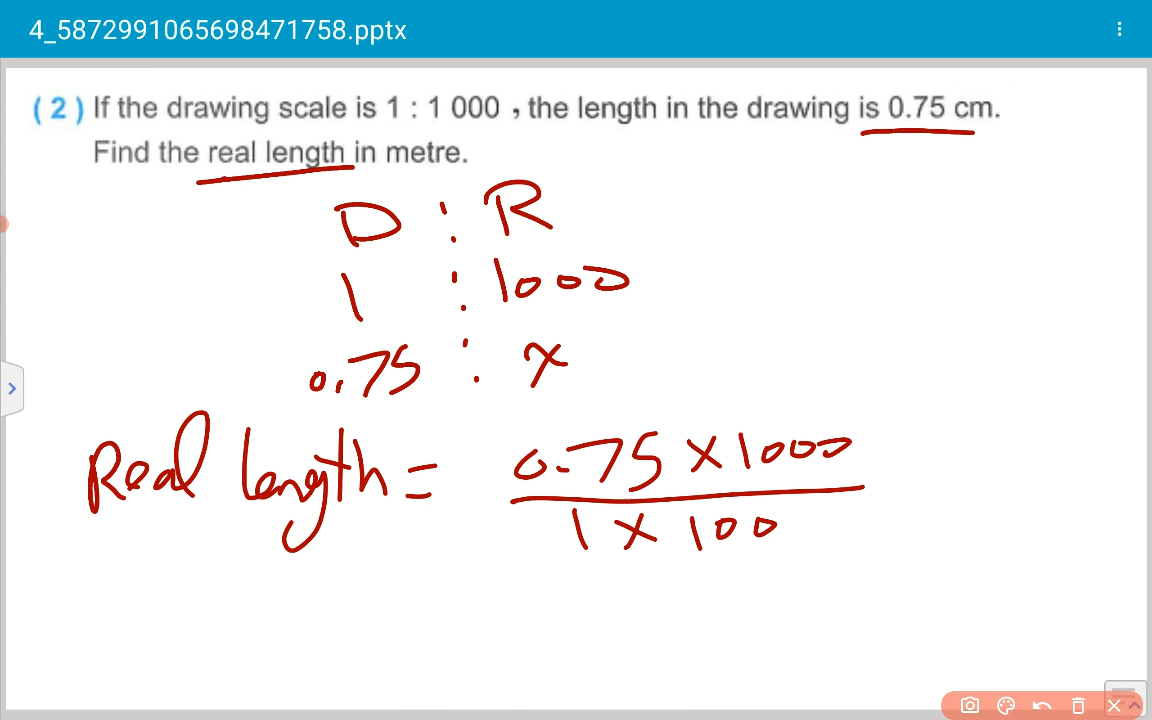 4_5872991065698471758.pptx
( 2 ) If the drawing scale is 1 : 1 000 , the length in the drawing is 0.75 cm.
Find the real length in metre.
D : R
1 : 1000
0.75 : x
Real length = 0.75 × 1000
1 × 100